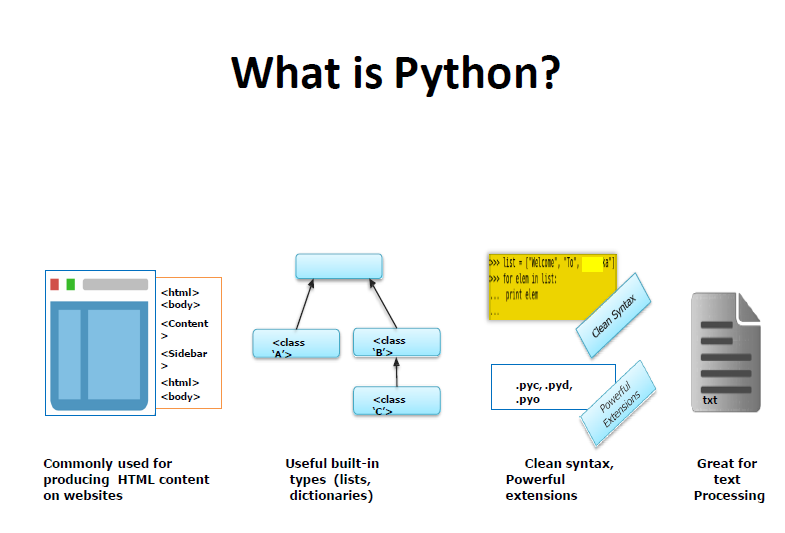 What is Python?
<html>
<body>
<Content
>
<Sidebar
>
<html>
<body>
<class
‘A’>
<class
‘B’>
<class
‘C’>
>>> list = ["Welcome", "To", ka"]
>>> for elem in list:
... print elem
...
Clean Syntax
.pyc, .pyd,
.pyo
Powerful
Extensions
txt
Commonly used for
producing HTML content
on websites
Useful built-in
types (lists,
dictionaries)
Clean syntax,
Powerful
extensions
Great for
text
Processing